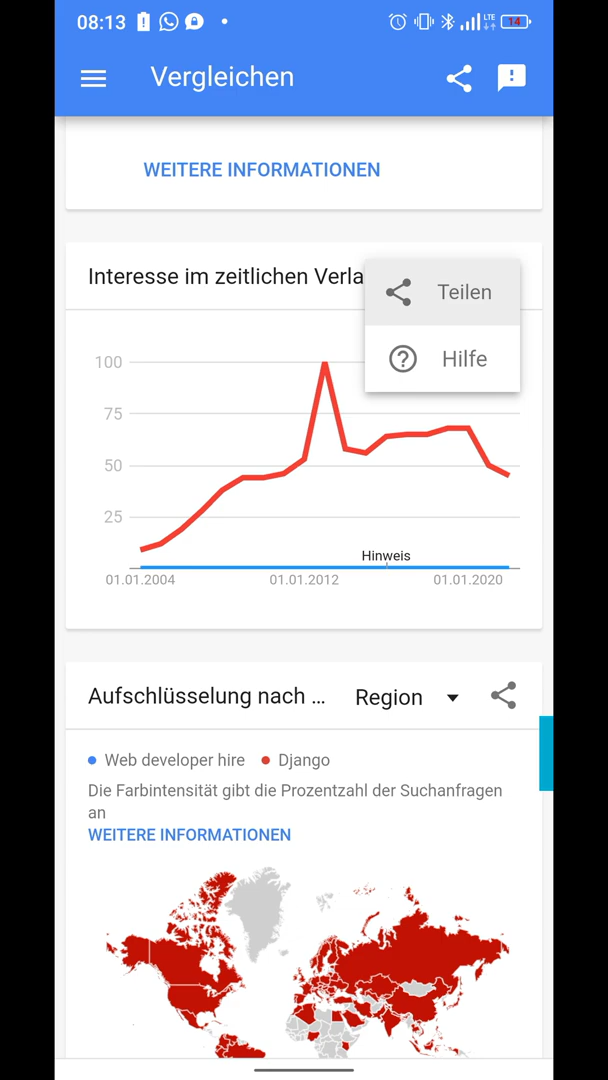 08:13
LTE
14
Vergleichen
WEITERE INFORMATIONEN
Interesse im zeitlichen Verla
Teilen
Hilfe
100
75
50
25
Hinweis
01.01.2004 01.01.2012 01.01.2020
Aufschlüsselung nach ... Region
Web developer hire Django
Die Farbintensität gibt die Prozentzahl der Suchanfragen
an
WEITERE INFORMATIONEN